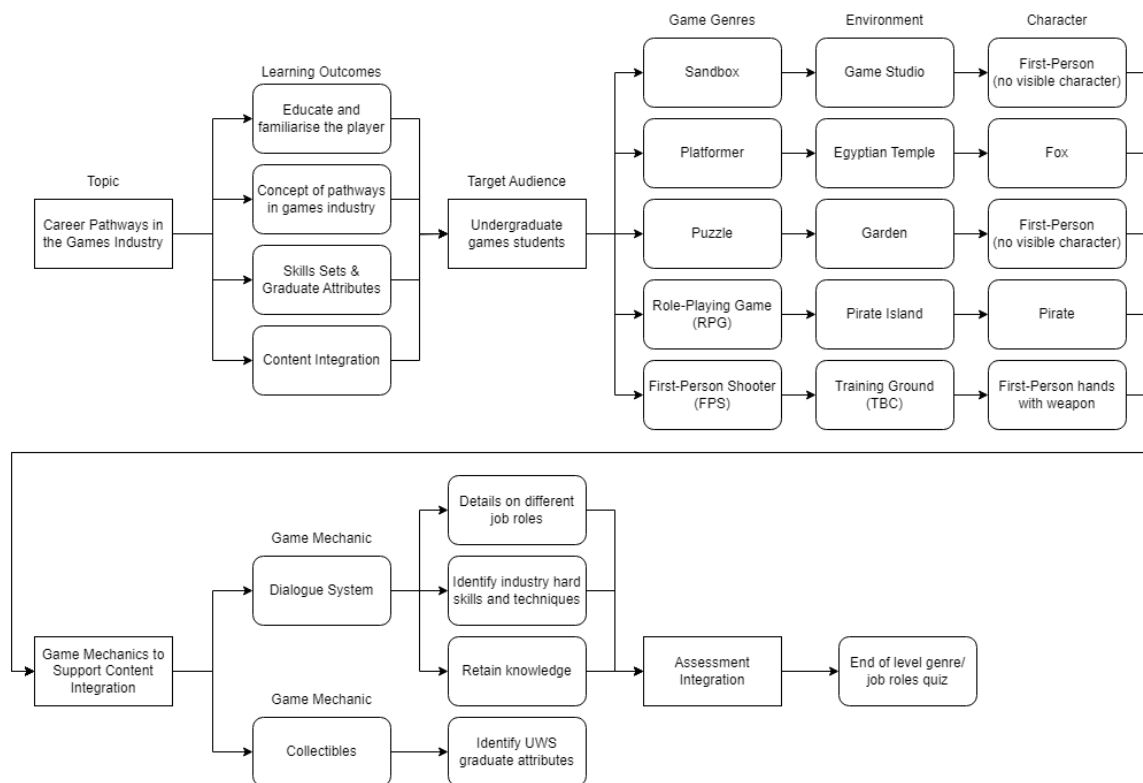 Game Genres
Environment
Character
Sandbox
Game Studio
First-Person
(no visible character)
Learning Outcomes
Educate and
familiarise the player
Platformer
Egyptian Temple
Fox
Topic
Concept of pathways
in games industry
Target Audience
Career Pathways in
the Games Industry
Undergraduate
games students
Puzzle
Garden
First-Person
(no visible character)
Skills Sets &
Graduate Attributes
Role-Playing Game
(RPG)
Pirate Island
Pirate
Content Integration
First-Person Shooter
(FPS)
Training Ground
(TBC)
First-Person hands
with weapon
Details on different
job roles
Game Mechanic
Dialogue System
Identify industry hard
skills and techniques
Game Mechanics to
Support Content
Integration
Retain knowledge
Assessment
Integration
End of level genre/
job roles quiz
Game Mechanic
Collectibles
Identify UWS
graduate attributes